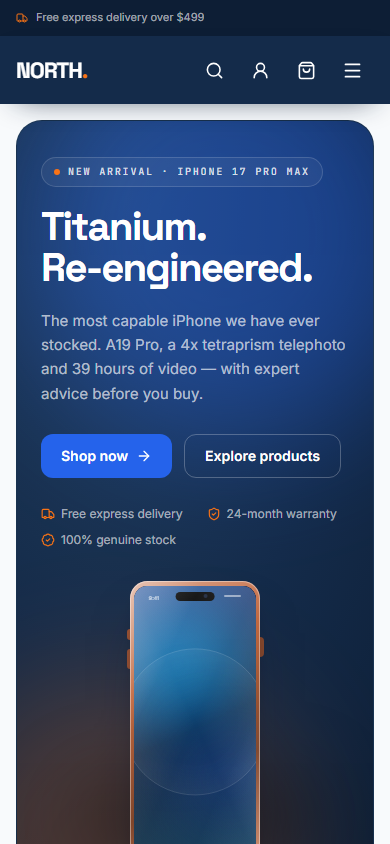 Free express delivery over $499
NORTH.
NEW ARRIVAL · IPHONE 17 PRO MAX
Titanium.
Re-engineered.
The most capable iPhone we have ever
stocked. A19 Pro, a 4x tetraprism telephoto
and 39 hours of video — with expert
advice before you buy.
Shop now
Explore products
Free express delivery
24-month warranty
100% genuine stock